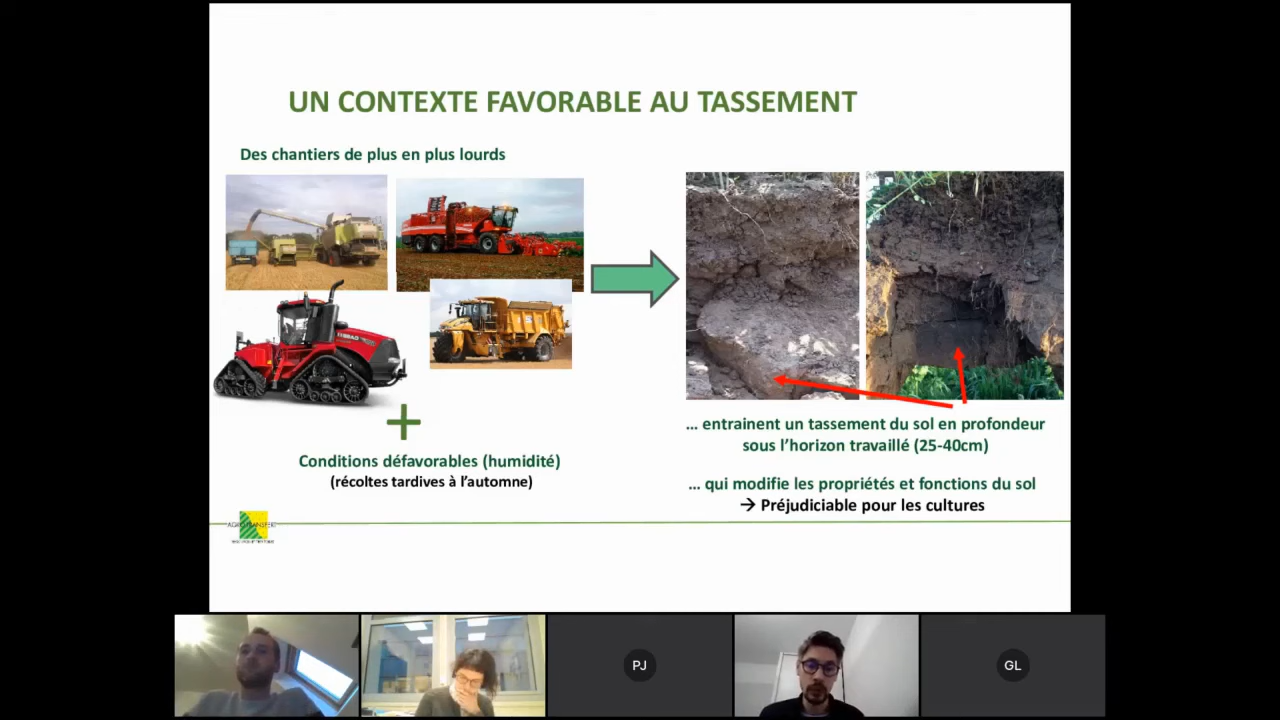 UN CONTEXTE FAVORABLE AU TASSEMENT
Des chantiers de plus en plus lourds
Conditions défavorables (humidité)
(récoltes tardives à l'automne)
... entrainent un tassement du sol en profondeur
sous l'horizon travaillé (25-40cm)
... qui modifie les propriétés et fonctions du sol
→ Préjudiciable pour les cultures
PJ
GL